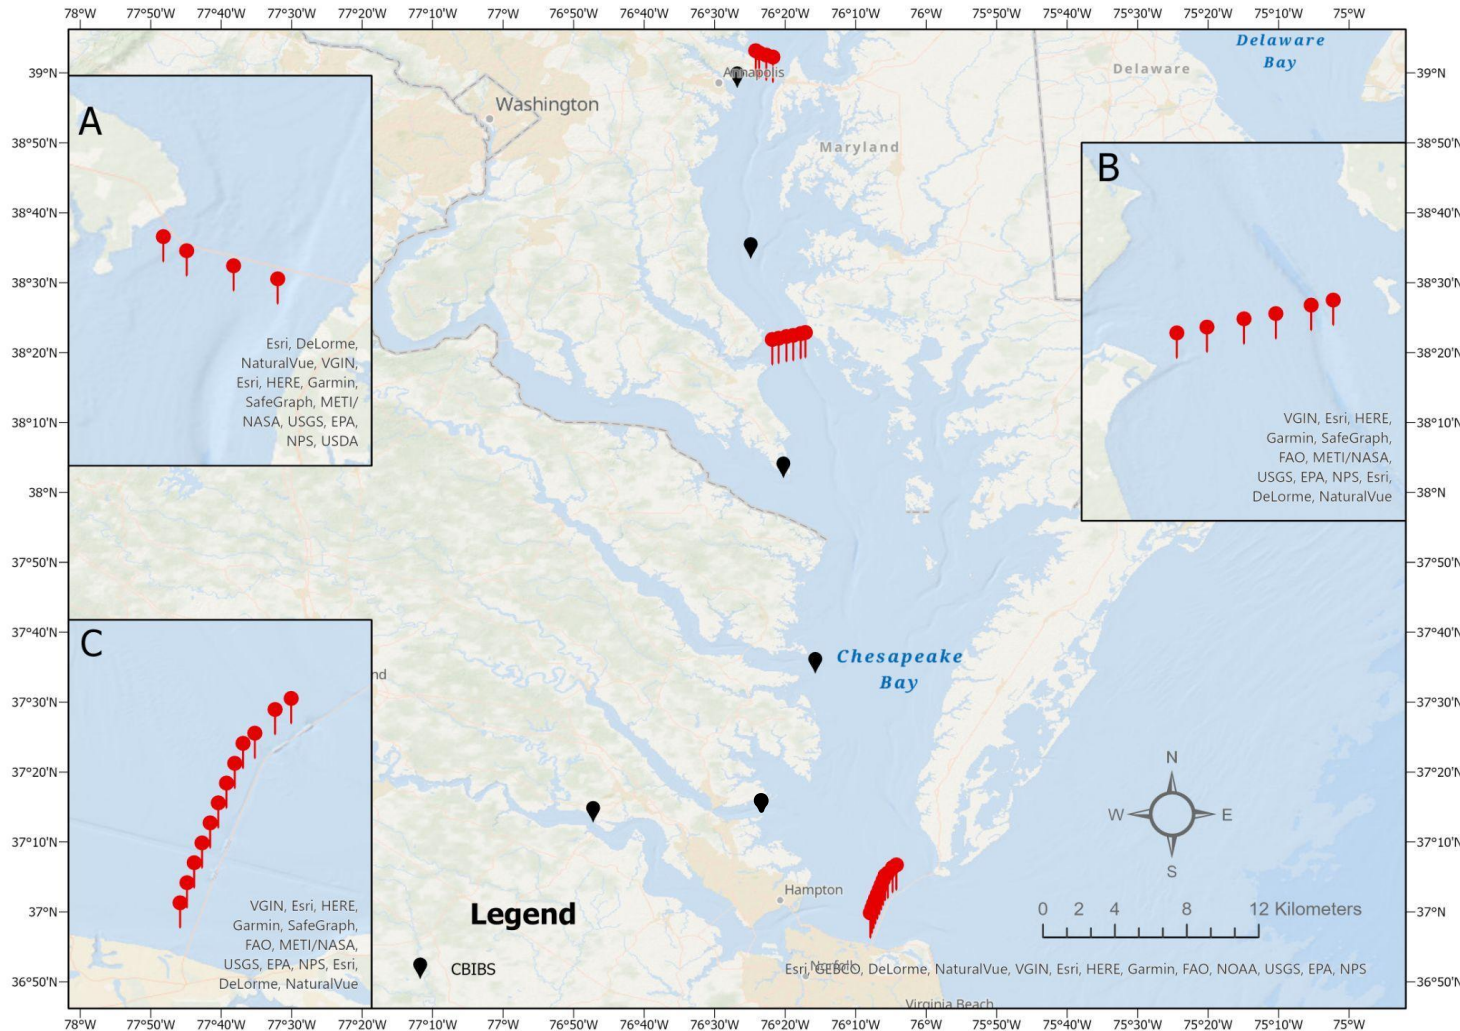 78°W 77°50'W 77°40'W 77°30'W 77°20'W 77°10'W 77°W 76°50'W 76°40'W 76°30'W 76°20'W 76°10'W 76°W 75°50'W 75°40'W 75°30'W 75°20'W 75°10'W 75°W
Delaware
Bay
39°N
Annapolis
Delaware
39°N
A
Washington
38°50'N
Maryland
38°50'N
B
38°40'N
38°40'N
38°30'N
38°30'N
Esri, DeLorme,
NaturalVue, VGIN,
Esri, HERE, Garmin,
SafeGraph, METI/
NASA, USGS, EPA,
NPS, USDA
38°20'N
38°20'N
38°10'N
38°10'N
VGIN, Esri, HERE,
Garmin, SafeGraph,
FAO, METI/NASA,
USGS, EPA, NPS, Esri,
DeLorme, NaturalVue
38°N
38°N
37°50'N
37°50'N
37°40'N
37°40'N
C
Chesapeake
Bay
nd
37°30'N
37°30'N
37°20'N
37°20'N
N
W E
S
37°10'N
37°10'N
VGIN, Esri, HERE,
Garmin, SafeGraph,
FAO, METI/NASA,
USGS, EPA, NPS, Esri,
DeLorme, NaturalVue
Hampton
37°N
37°N
Legend
CBIBS
0 2 4 8 12 Kilometers
Norfolk
Esri, GEBCO, DeLorme, NaturalVue, VGIN, Esri, HERE, Garmin, FAO, NOAA, USGS, EPA, NPS
36°50'N
36°50'N
Virginia Beach
78°W 77°50'W 77°40'W 77°30'W 77°20'W 77°10'W 77°W 76°50'W 76°40'W 76°30'W 76°20'W 76°10'W 76°W 75°50'W 75°40'W 75°30'W 75°20'W 75°10'W 75°W